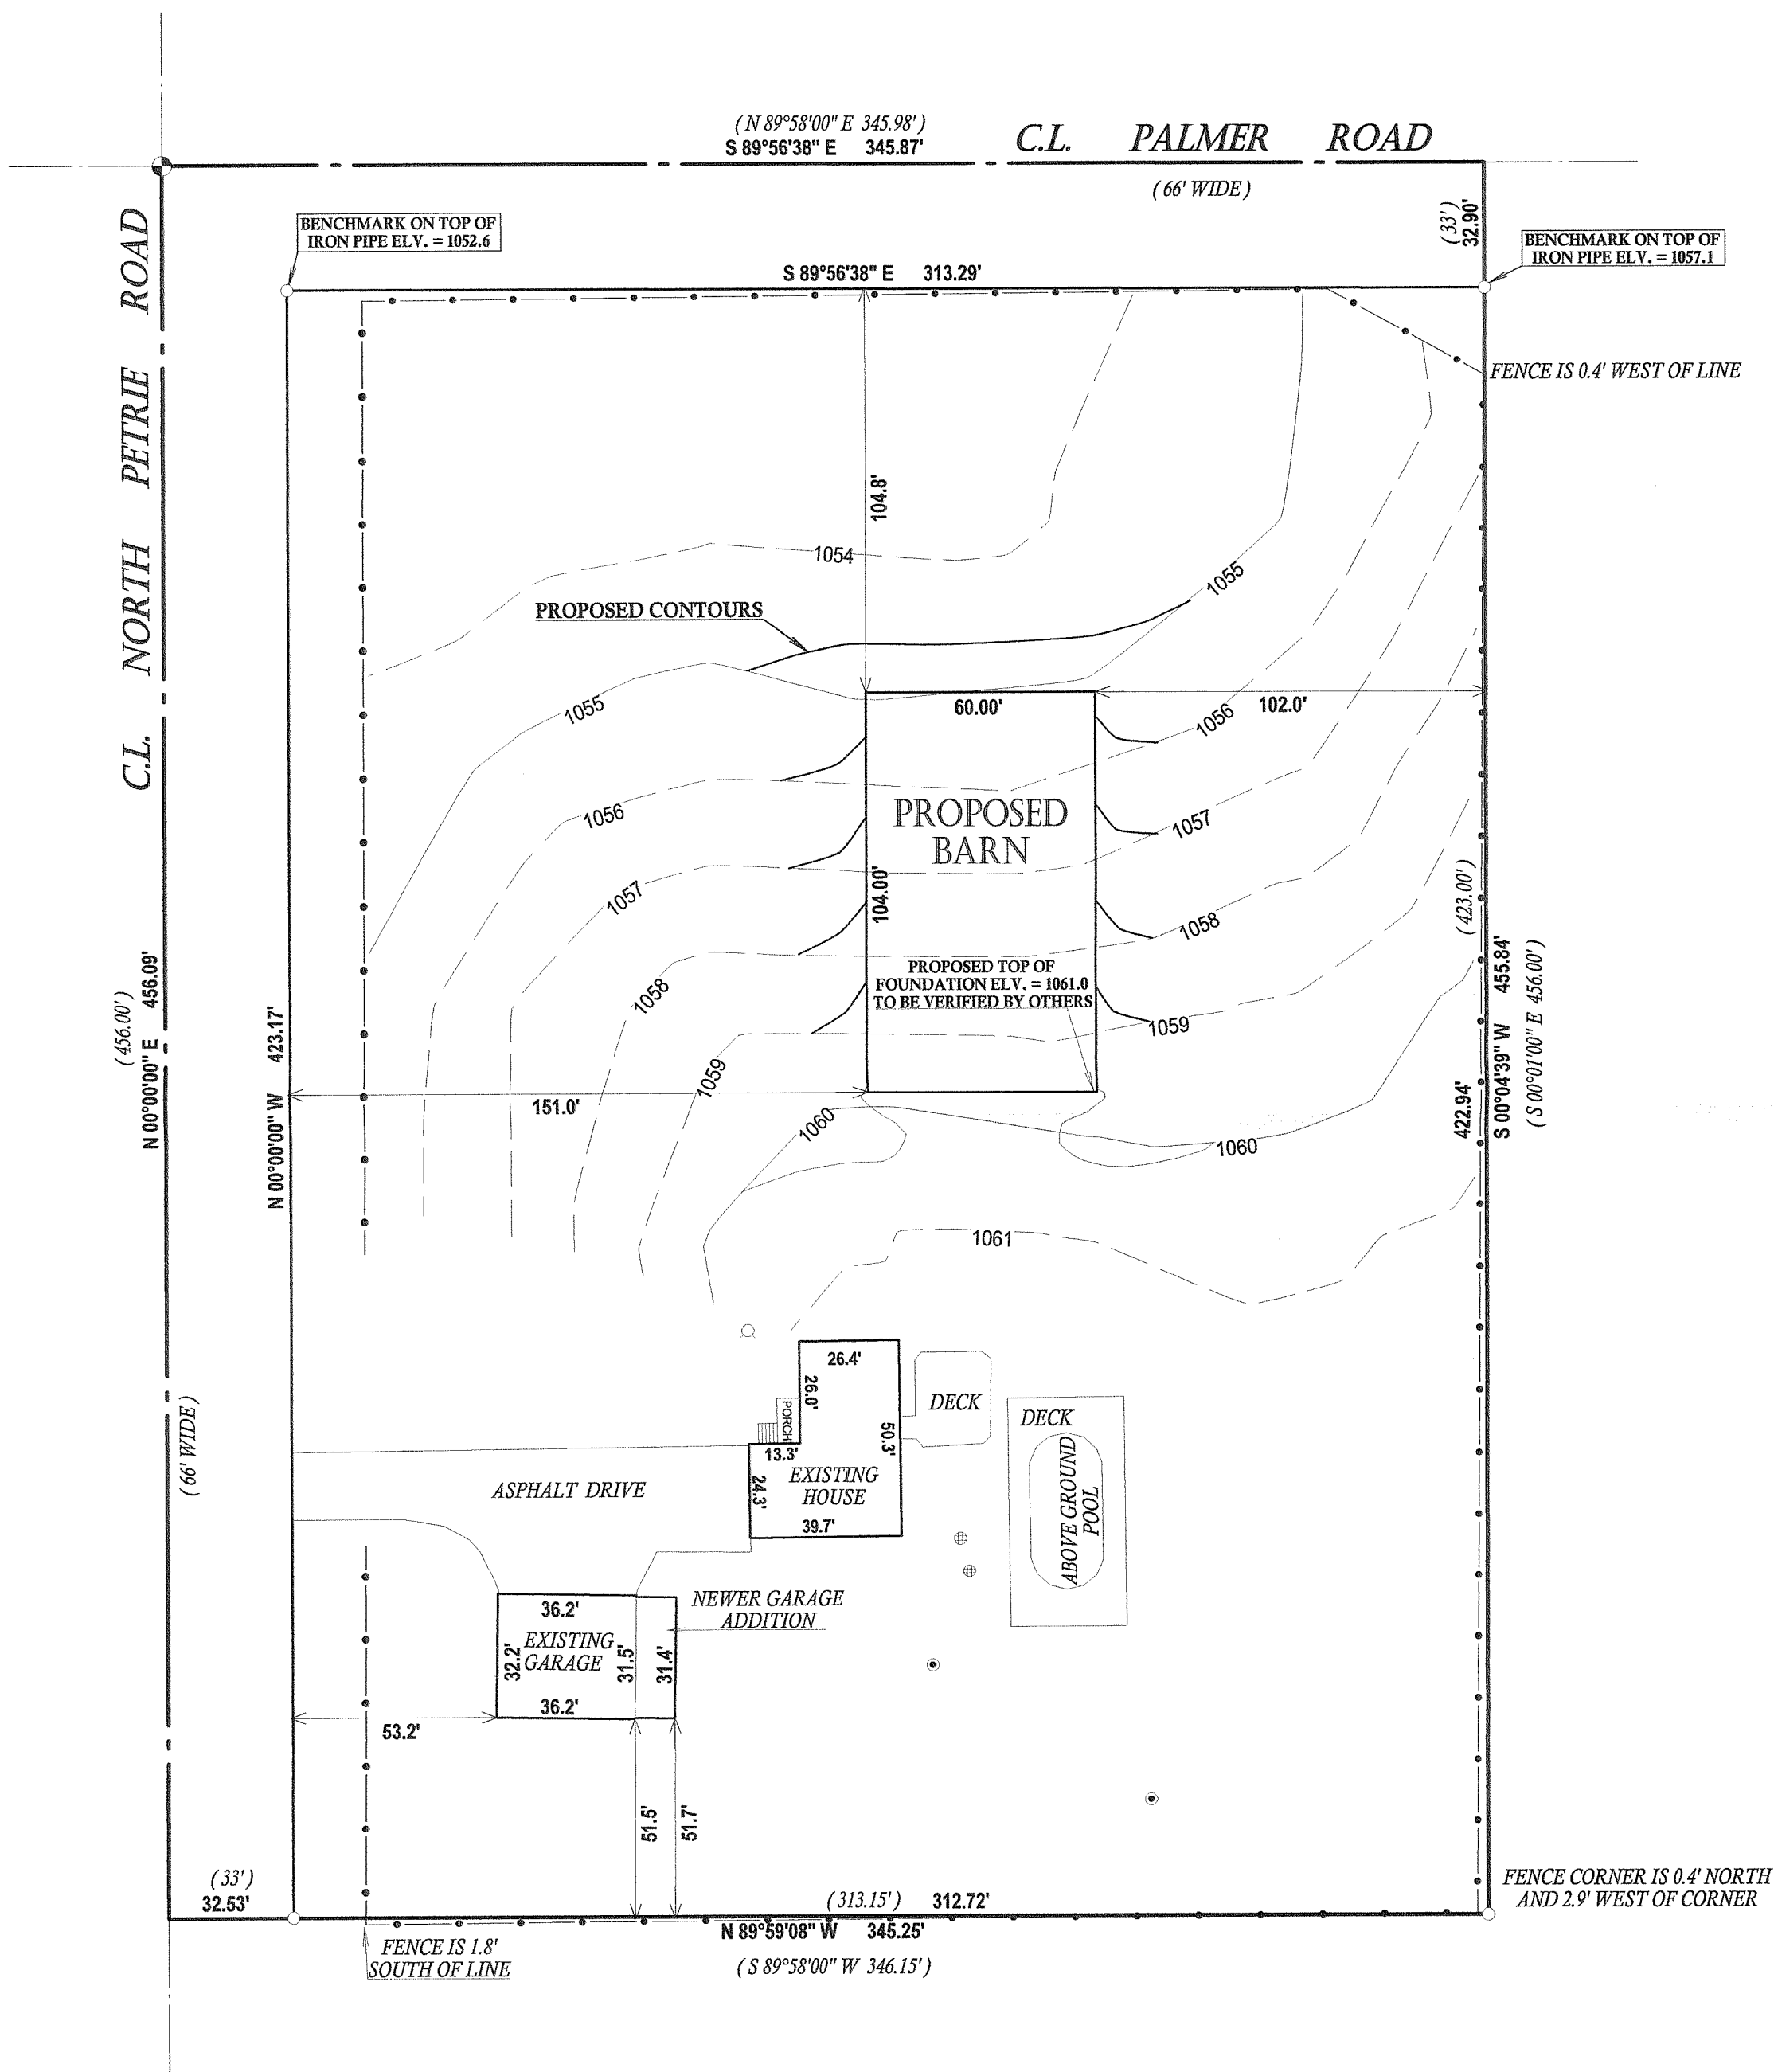 ( N 89°58'00" E 345.98' )
S 89°56'38" E 345.87'
C.L. PALMER ROAD
( 66' WIDE )
( 33' )
32.90'
BENCHMARK ON TOP OF
IRON PIPE ELV. = 1052.6
BENCHMARK ON TOP OF
IRON PIPE ELV. = 1057.1
S 89°56'38" E 313.29'
FENCE IS 0.4' WEST OF LINE
C.L. NORTH PETRIE ROAD
104.8'
1054
1055
PROPOSED CONTOURS
1055
60.00'
102.0'
1056
1056
PROPOSED
BARN
1057
1057
104.00'
1058
1058
PROPOSED TOP OF
FOUNDATION ELV. = 1061.0
TO BE VERIFIED BY OTHERS
1059
1059
( 423.00' )
422.94'
S 00°04'39" W 455.84'
( S 00°01'00" E 456.00' )
( 456.00' )
N 00°00'00" E 456.09'
N 00°00'00" W 423.17'
151.0'
1060
1060
1061
( 66' WIDE )
26.4'
26.0'
PORCH
13.3'
50.3'
DECK
DECK
ABOVE GROUND
POOL
EXISTING
HOUSE
24.3'
39.7'
ASPHALT DRIVE
NEWER GARAGE
ADDITION
36.2'
EXISTING
GARAGE
32.2'
31.5'
31.4'
36.2'
53.2'
51.5'
51.7'
( 33' )
32.53'
( 313.15' ) 312.72'
N 89°59'08" W 345.25'
( S 89°58'00" W 346.15' )
FENCE IS 1.8'
SOUTH OF LINE
FENCE CORNER IS 0.4' NORTH
AND 2.9' WEST OF CORNER